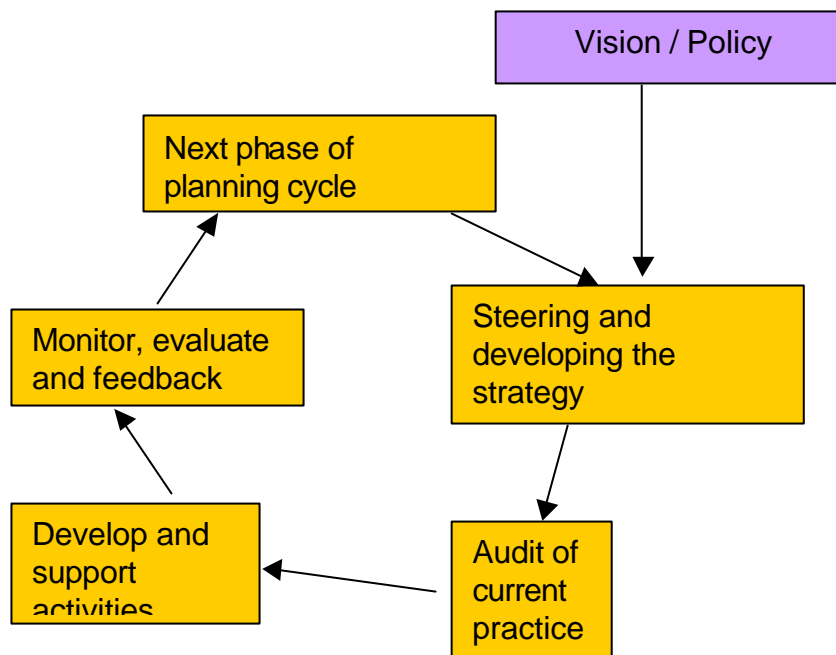 Vision / Policy
Next phase of
planning cycle
Steering and
developing the
strategy
Monitor, evaluate
and feedback
Develop and
support
activities
Audit of
current
practice